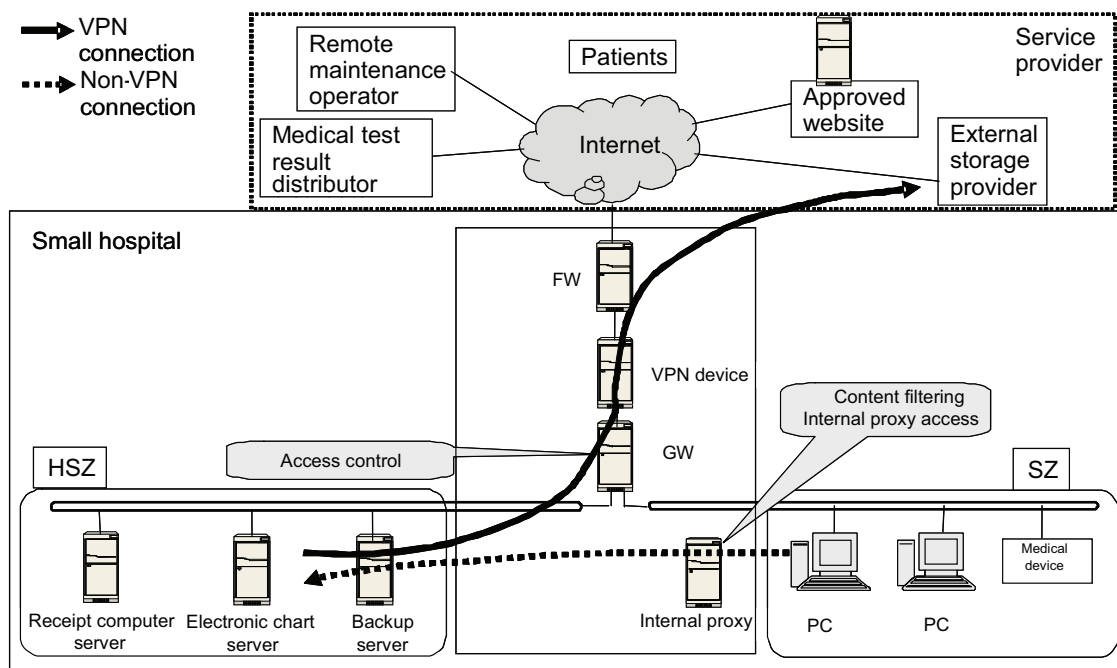 VPN
connection
Non-VPN
connection
Remote
maintenance
operator
Patients
Service
provider
Approved
website
Medical test
result
distributor
Internet
External
storage
provider
Small hospital
FW
VPN device
Content filtering
Internal proxy access
Access control
GW
HSZ
SZ
Receipt computer
server
Electronic chart
server
Backup
server
Internal proxy
PC
PC
Medical
device